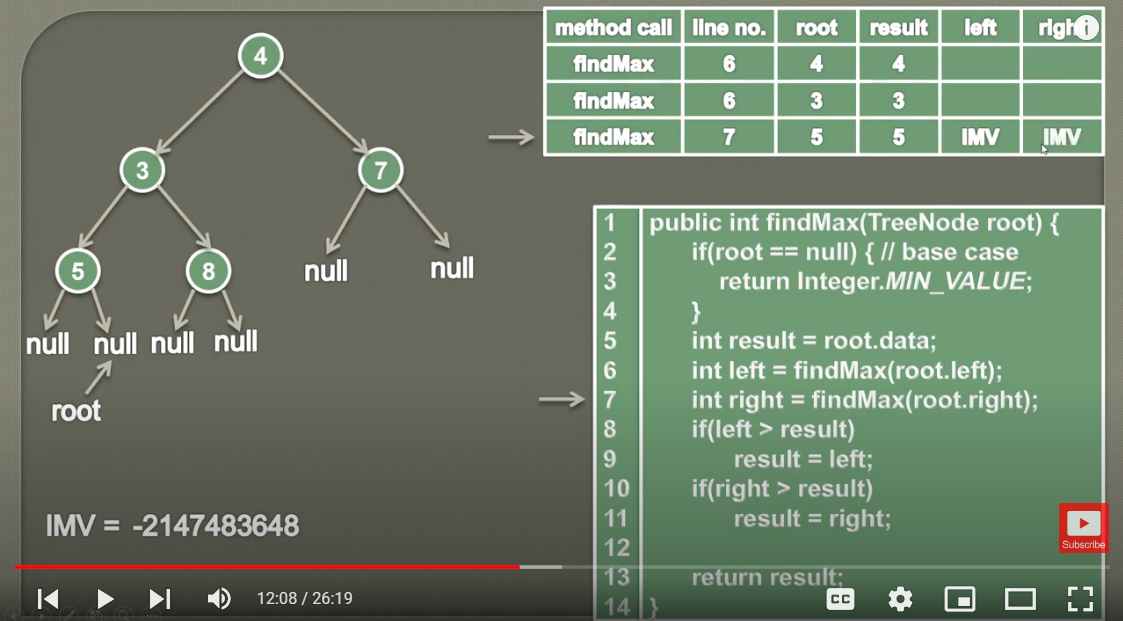 4
3
7
5
8
null
null
null
null
null
null
root
IMV = -2147483648
method call line no. root result left righ
findMax 6 4 4
findMax 6 3 3
findMax 7 5 5 IMV IMV
1 public int findMax(TreeNode root) {
2 if(root == null) { // base case
3 return Integer.MIN_VALUE;
4 }
5 int result = root.data;
6 int left = findMax(root.left);
7 int right = findMax(root.right);
8 if(left > result)
9 result = left;
10 if(right > result)
11 result = right;
12
13 return result;
14 }
Subscribe
12:08 / 26:19
CC